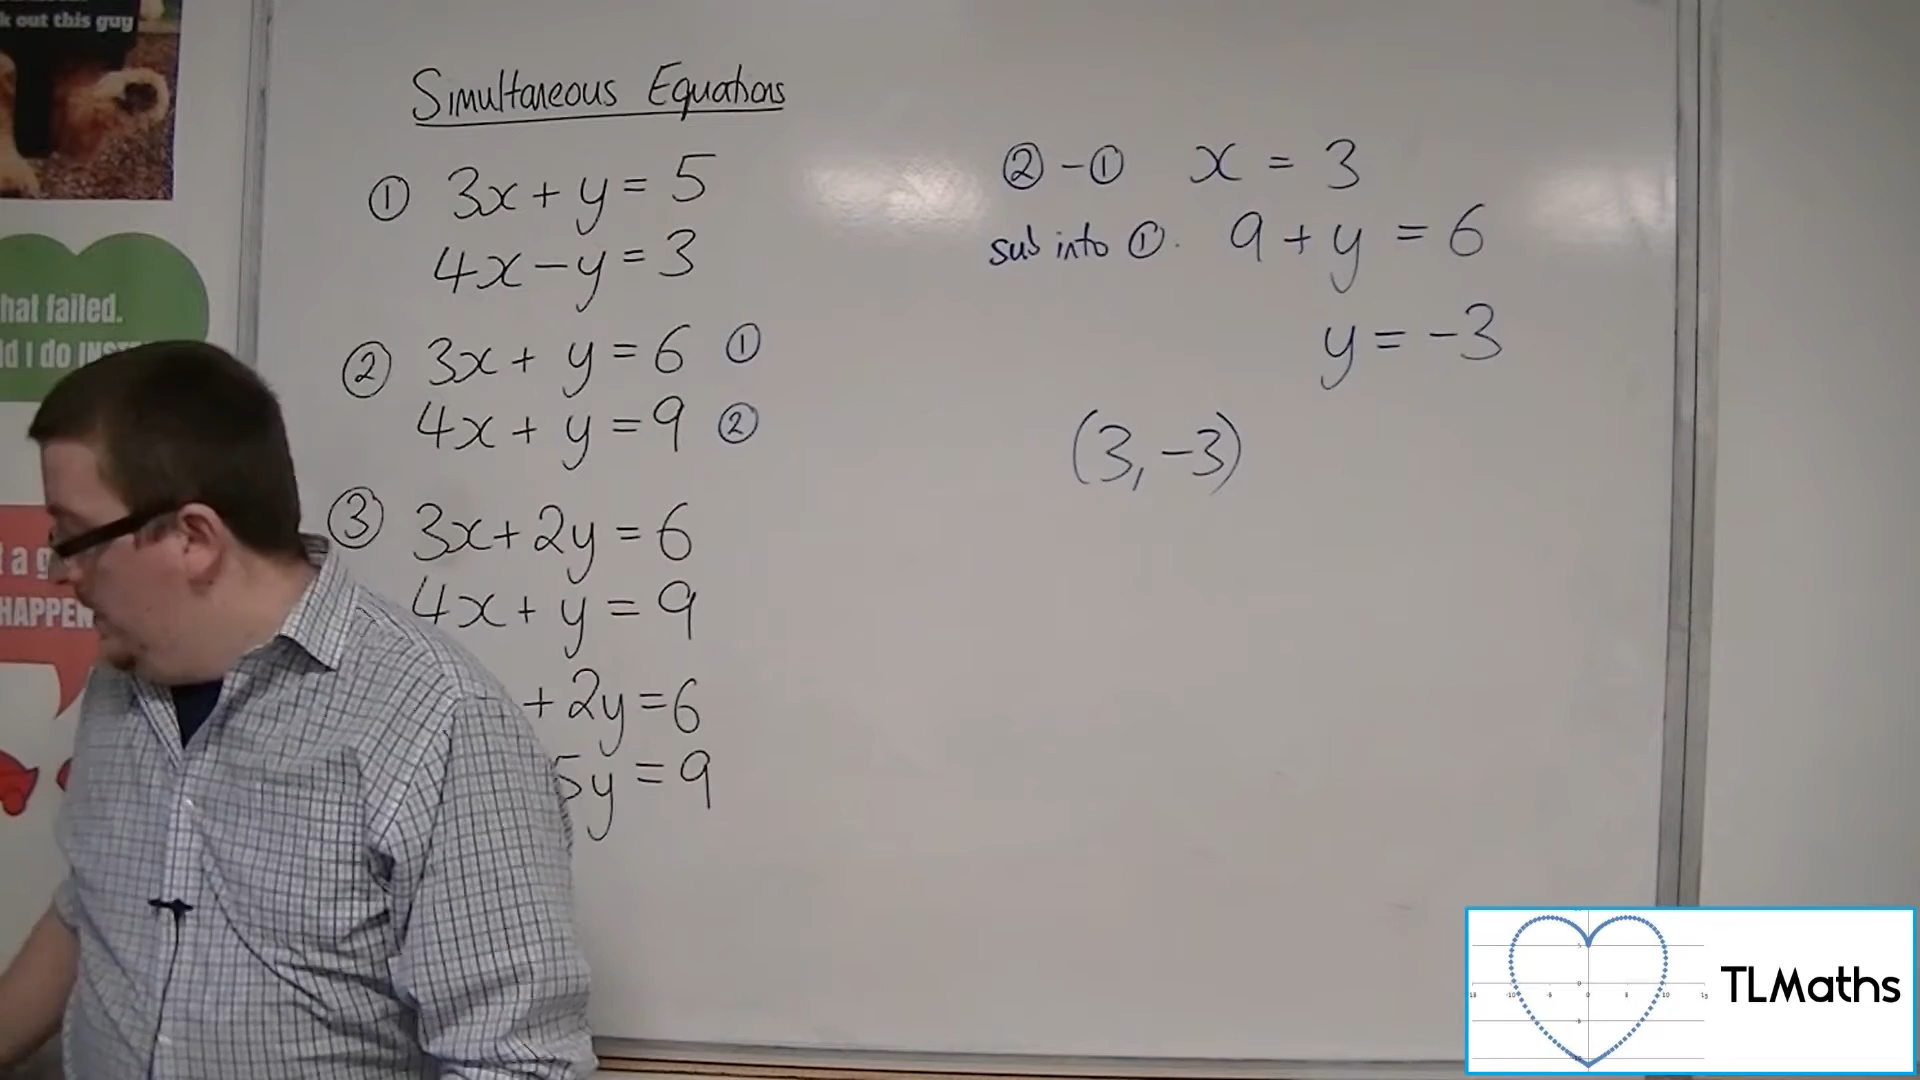 k out this guy
hat failed.
ld I do
t a g
HAPPEN
Simultaneous Equations
① 3x + y = 5
4x − y = 3
② 3x + y = 6 ①
4x + y = 9 ②
③ 3x + 2y = 6
4x + y = 9
+ 2y = 6
5y = 9
② − ① x = 3
sub into ①. 9 + y = 6
y = −3
(3, −3)
TLMaths